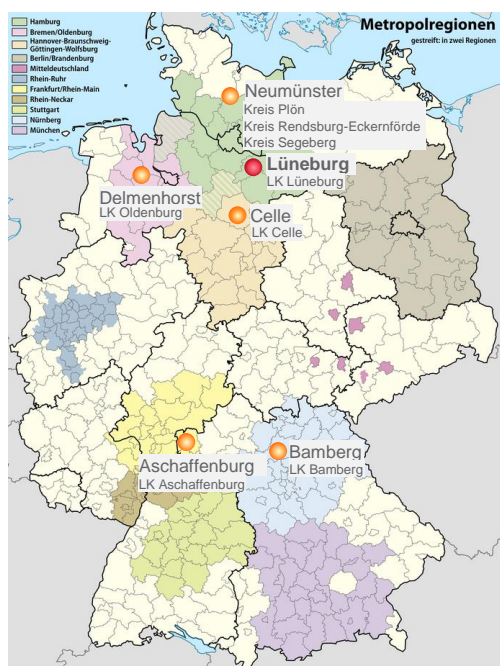 Metropolregionen
gestreift: in zwei Regionen
Hamburg
Bremen/Oldenburg
Hannover-Braunschweig-
Göttingen-Wolfsburg
Berlin/Brandenburg
Mitteldeutschland
Rhein-Ruhr
Frankfurt/Rhein-Main
Rhein-Neckar
Stuttgart
Nürnberg
München
Neumünster
Kreis Plön
Kreis Rendsburg-Eckernförde
Kreis Segeberg
Lüneburg
LK Lüneburg
Delmenhorst
LK Oldenburg
Celle
LK Celle
Aschaffenburg
LK Aschaffenburg
Bamberg
LK Bamberg